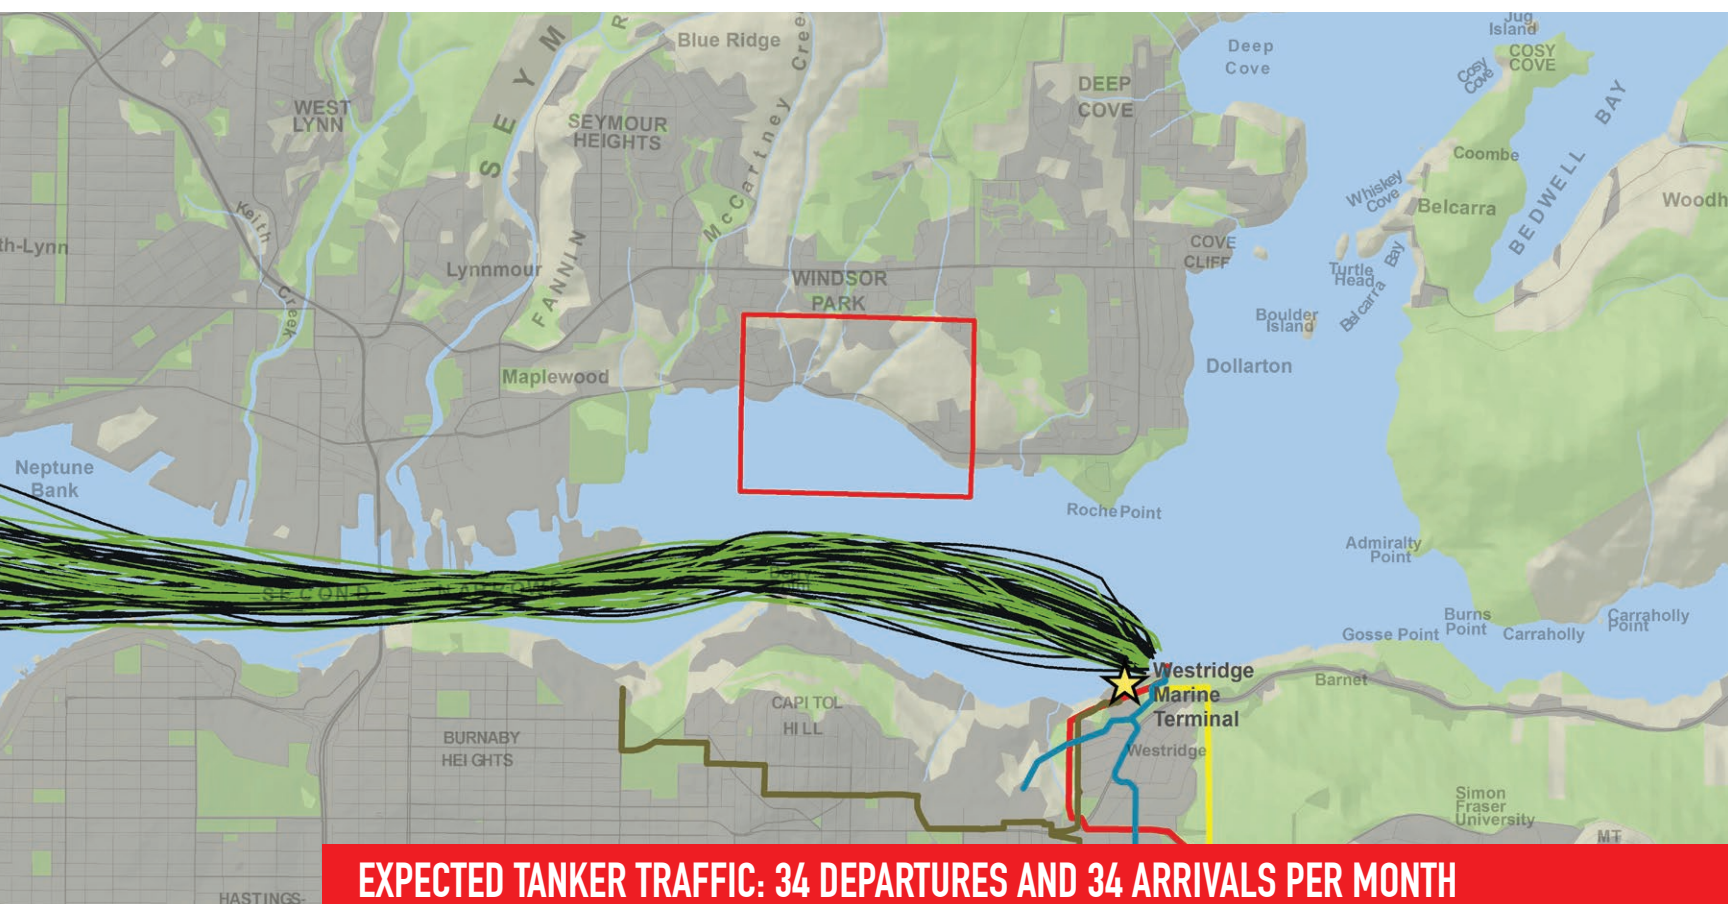 Jug
Island
COSY
COVE
Cosy
Cove
Deep
Cove
Blue Ridge
SEYM
R
Creek
McCartney
DEEP
COVE
WEST
LYNN
SEYMOUR
HEIGHTS
BEDWELL BAY
Coombe
Whiskey
Cove
Belcarra
Woodh
Keith
Creek
th-Lynn
Lynnmour
FANNIN
COVE
CLIFF
Turtle
Head
Belcarra Bay
WINDSOR
PARK
Boulder
Island
Dollarton
Maplewood
Neptune
Bank
Roche Point
Admiralty
Point
SECOND NARROWS
Burns
Point
Gosse Point
Carraholly
Carraholly
Point
Westridge
Marine
Terminal
Barnet
CAPITOL
HILL
BURNABY
HEIGHTS
Westridge
Simon
Fraser
University
MT
EXPECTED TANKER TRAFFIC: 34 DEPARTURES AND 34 ARRIVALS PER MONTH
HASTINGS-